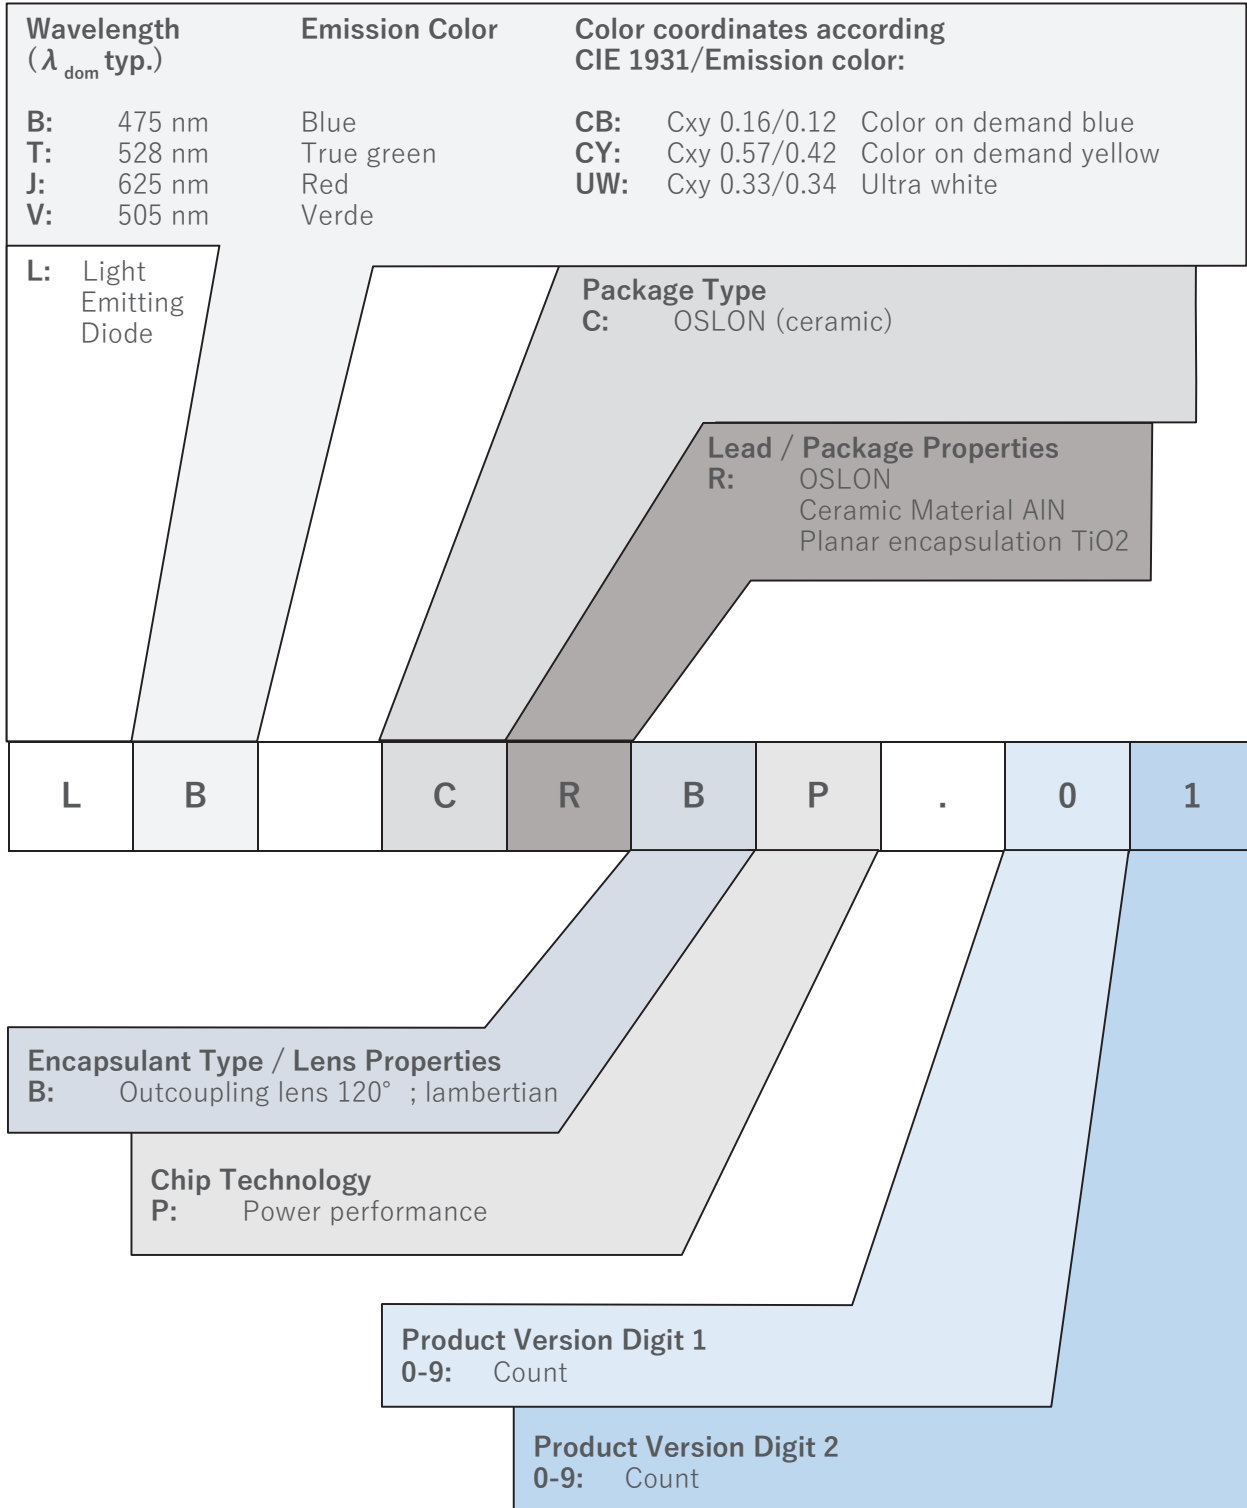 Wavelength Emission Color Color coordinates according
(λ dom typ.) CIE 1931/Emission color:
B: 475 nm Blue CB: Cxy 0.16/0.12 Color on demand blue
T: 528 nm True green CY: Cxy 0.57/0.42 Color on demand yellow
J: 625 nm Red UW: Cxy 0.33/0.34 Ultra white
V: 505 nm Verde
L: Light
Emitting
Diode
Package Type
C: OSLON (ceramic)
Lead / Package Properties
R: OSLON
Ceramic Material AlN
Planar encapsulation TiO2
L B C R B P . 0 1
Encapsulant Type / Lens Properties
B: Outcoupling lens 120° ; lambertian
Chip Technology
P: Power performance
Product Version Digit 1
0-9: Count
Product Version Digit 2
0-9: Count